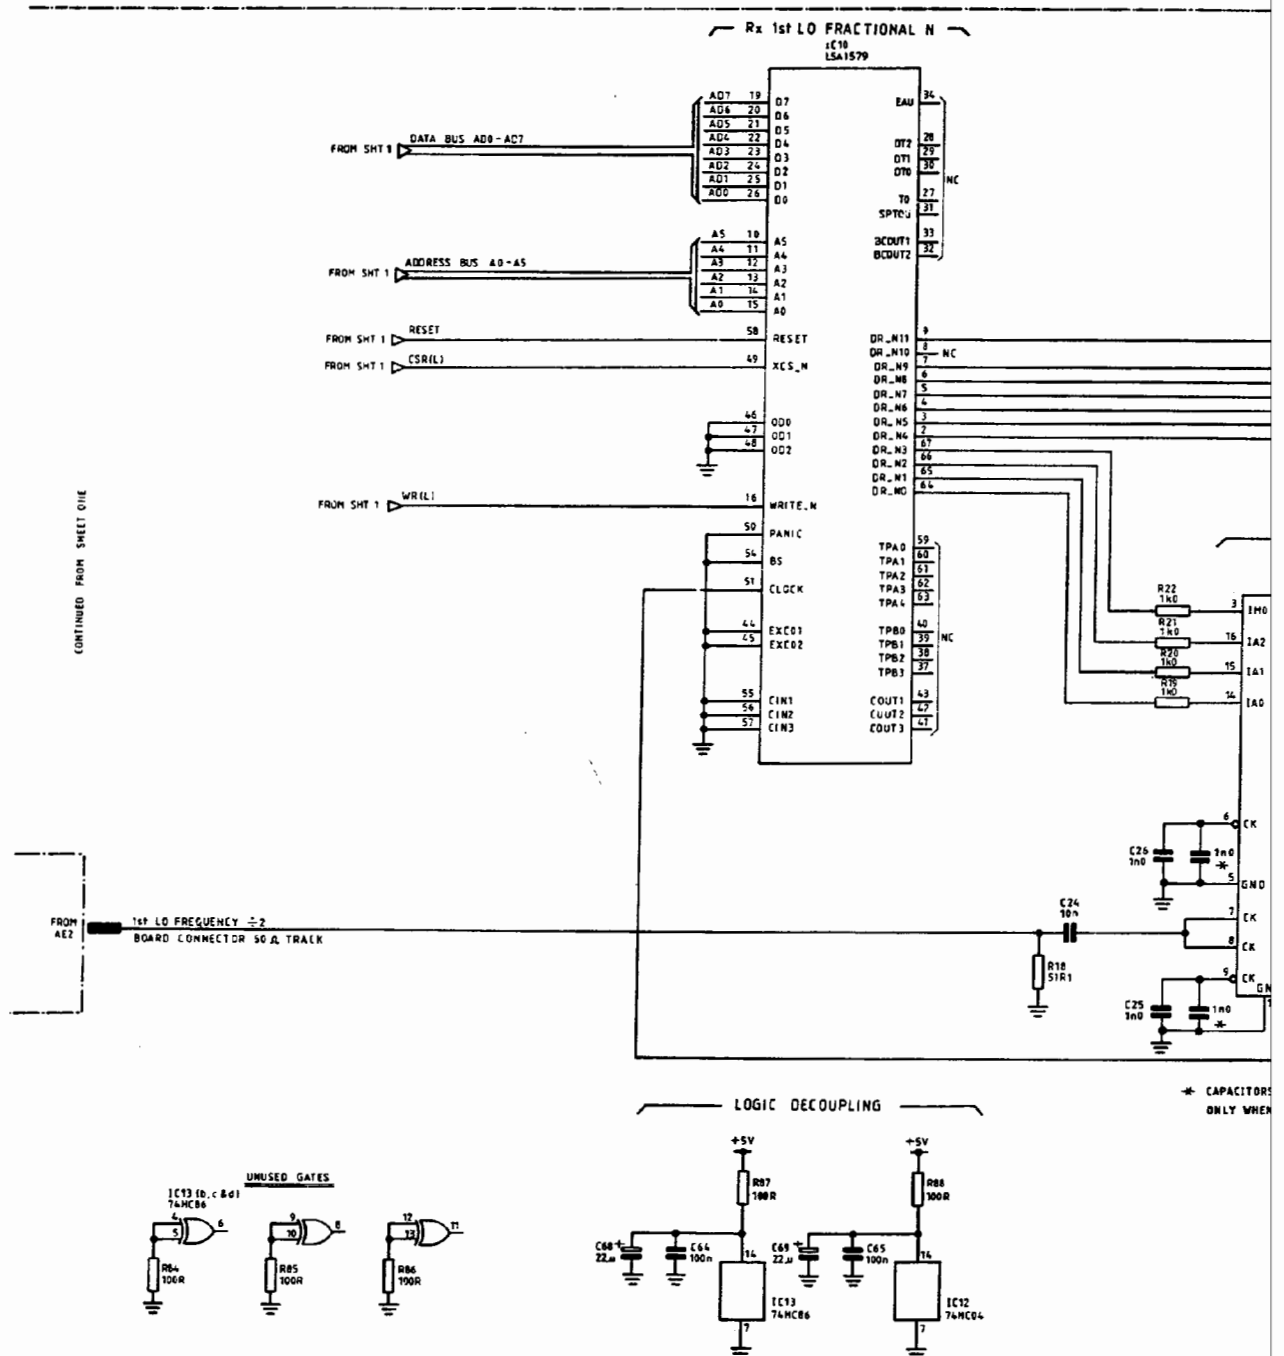 Rx 1st LO FRACTIONAL N
IC10
LSA1579
AD7 19 D7
AD6 20 D6
AD5 21 D5
AD4 22 D4
AD3 23 D3
AD2 24 D2
AD1 25 D1
AD0 26 D0
FROM SHT 1
DATA BUS AD0-AD7
34 EAU
28 DT2
29 DT1
30 DT0
27 T0
31
33 BCOUT1
32 BCOUT2
NC
A5 10 A5
A4 11 A4
A3 12 A3
A2 13 A2
A1 14 A1
A0 15 A0
FROM SHT 1
ADDRESS BUS A0-A5
FROM SHT 1 RESET 58 RESET
FROM SHT 1 CSR(L) 49 XCS_N
DR_N11 9
DR_N10 8 NC
DR_N9 7
DR_N8 6
DR_N7 5
DR_N6 4
DR_N5 3
DR_N4 2
DR_N3 67
DR_N2 66
DR_N1 65
DR_N0 64
46 OD0
47 OD1
48 OD2
FROM SHT 1 WR(L) 16 WRITE_N
50 PANIC
54 BS
51 CLOCK
44 EXCO1
45 EXCO2
55 CIN1
56 CIN2
57 CIN3
TPA0 59
TPA1 60
TPA2 61
TPA3 62
TPA4 63
TPB0 40
TPB1 39
TPB2 38
TPB3 37
COUT1 43
COUT2 42
COUT3 41
NC
CONTINUED FROM SHEET ONE
R22
1k0
3 IM0
R21
1k0
16 IA2
R20
1k0
15 IA1
R19
1k0
14 IA0
6 CK
C26
1n0
1n0
*
5 GND
7 CK
8 CK
C24
10n
R18
51R1
9 CK
C25
1n0
1n0
*
FROM
AE2
1st LO FREQUENCY ÷2
BOARD CONNECTOR 50Ω TRACK
* CAPACITORS
ONLY WHEN
LOGIC DECOUPLING
+5V
R87
100R
C68 +
22µ
C64
100n
14
IC13
74HC86
7
+5V
R88
100R
C69 +
22µ
C65
100n
14
IC12
74HC04
7
UNUSED GATES
IC13 (b, c & d)
74HC86
4
5
6
R84
100R
9
10
8
R85
100R
12
13
11
R86
100R